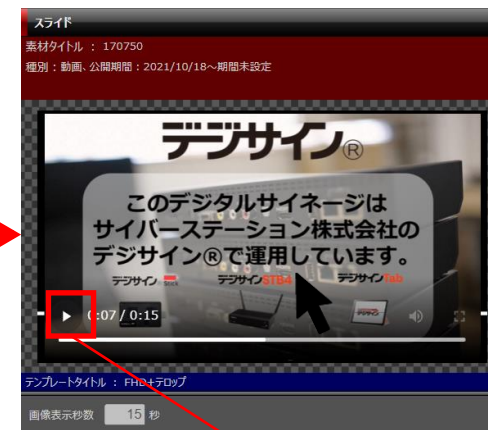 スライド
素材タイトル ： 170750
種別：動画、公開期間：2021/10/18～期間未設定
デジサイン®
このデジタルサイネージは
サイバーステーション株式会社の
デジサイン®で運用しています。
デジサイン Stick デジサインSTB4 デジサインTab
0:07 / 0:15
テンプレートタイトル ： FHD+テロップ
画像表示秒数 15 秒